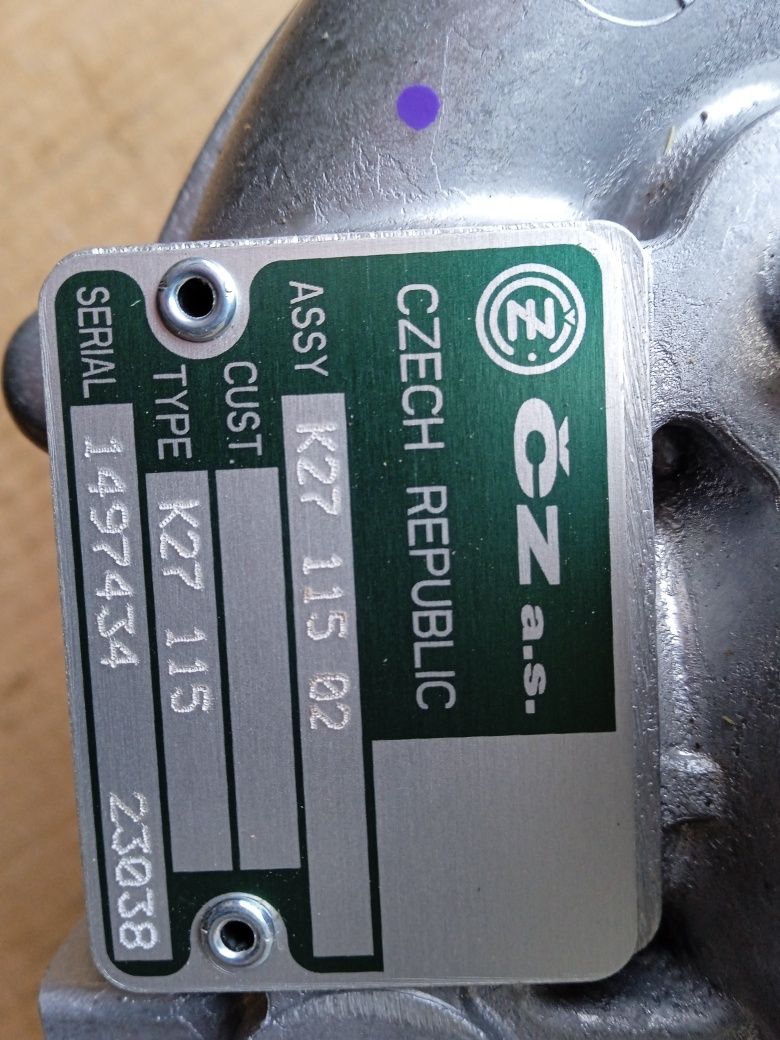 ČZ a.s.
CZECH REPUBLIC
ASSY K27 115 02
CUST.
TYPE K27 115
SERIAL 1497434 23038